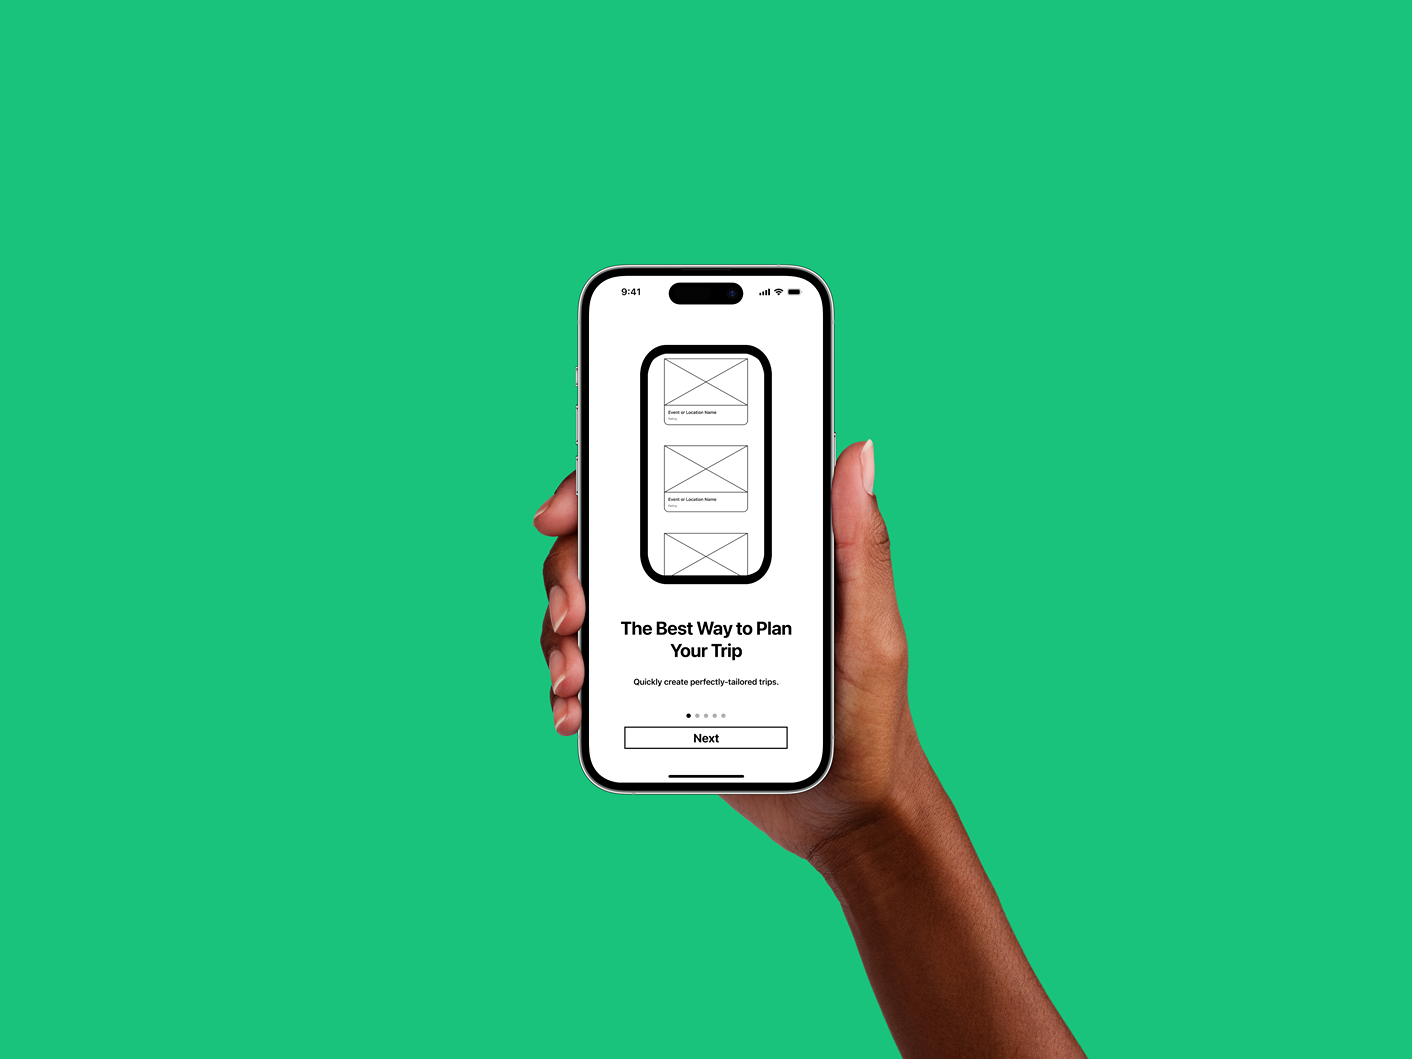 9:41
Event or Location Name
Rating
Event or Location Name
Rating
The Best Way to Plan
Your Trip
Quickly create perfectly-tailored trips.
Next